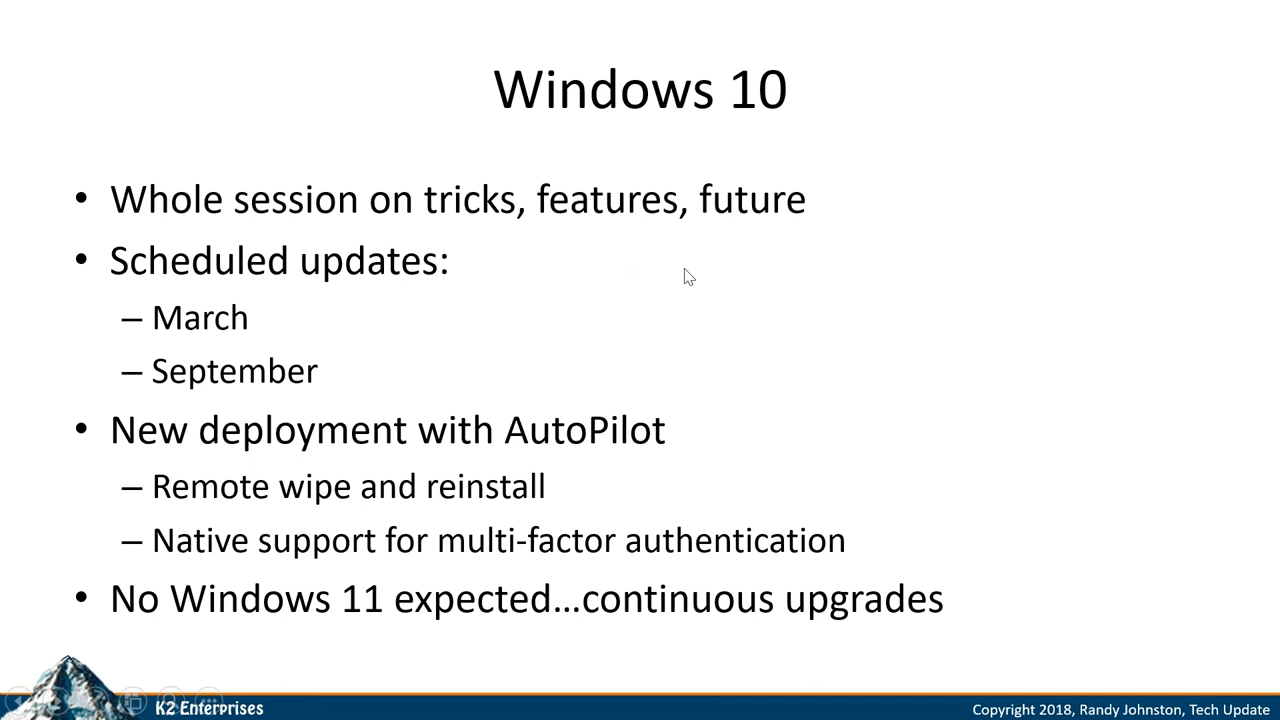 Windows 10
• Whole session on tricks, features, future
• Scheduled updates:
– March
– September
• New deployment with AutoPilot
– Remote wipe and reinstall
– Native support for multi-factor authentication
• No Windows 11 expected...continuous upgrades
K2 Enterprises
Copyright 2018, Randy Johnston, Tech Update